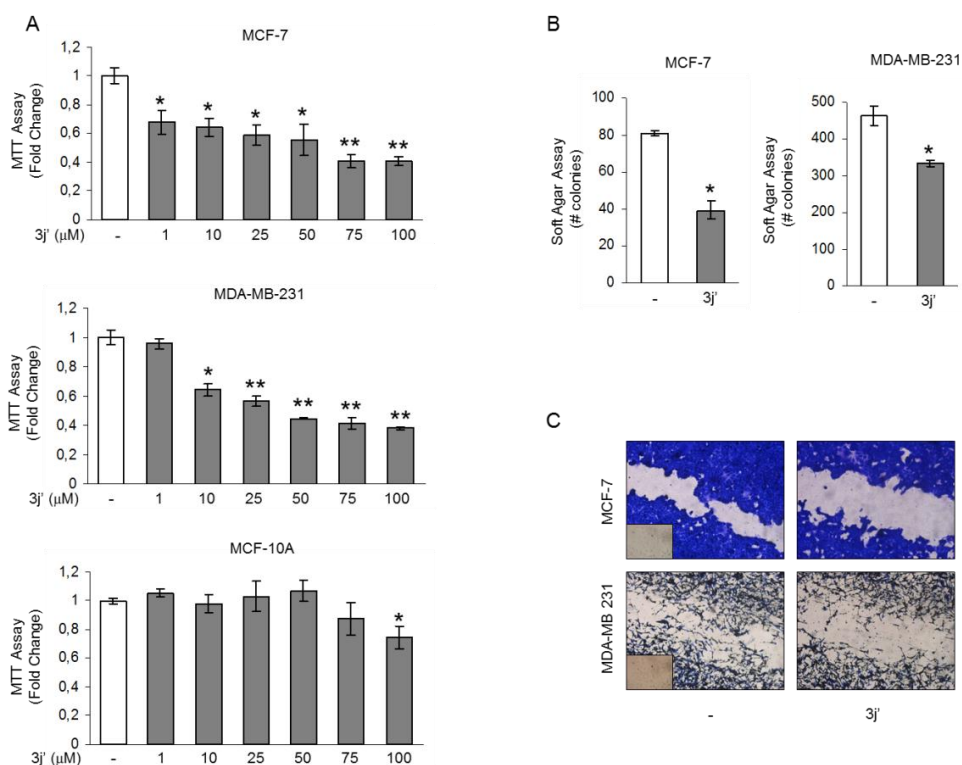 A
MCF-7
MTT Assay
(Fold Change)
1,2
1
0,8
0,6
0,4
0,2
0
* * * * ** **
3j' (µM) - 1 10 25 50 75 100
MDA-MB-231
MTT Assay
(Fold Change)
1,2
1
0,8
0,6
0,4
0,2
0
* ** ** ** **
3j' (µM) - 1 10 25 50 75 100
MCF-10A
MTT Assay
(Fold Change)
1,2
1
0,8
0,6
0,4
0,2
0
*
3j' (µM) - 1 10 25 50 75 100
B
MCF-7
Soft Agar Assay
(# colonies)
100
80
60
40
20
0
*
- 3j'
MDA-MB-231
Soft Agar Assay
(# colonies)
500
400
300
200
100
0
*
- 3j'
C
MCF-7
MDA-MB 231
- 3j'